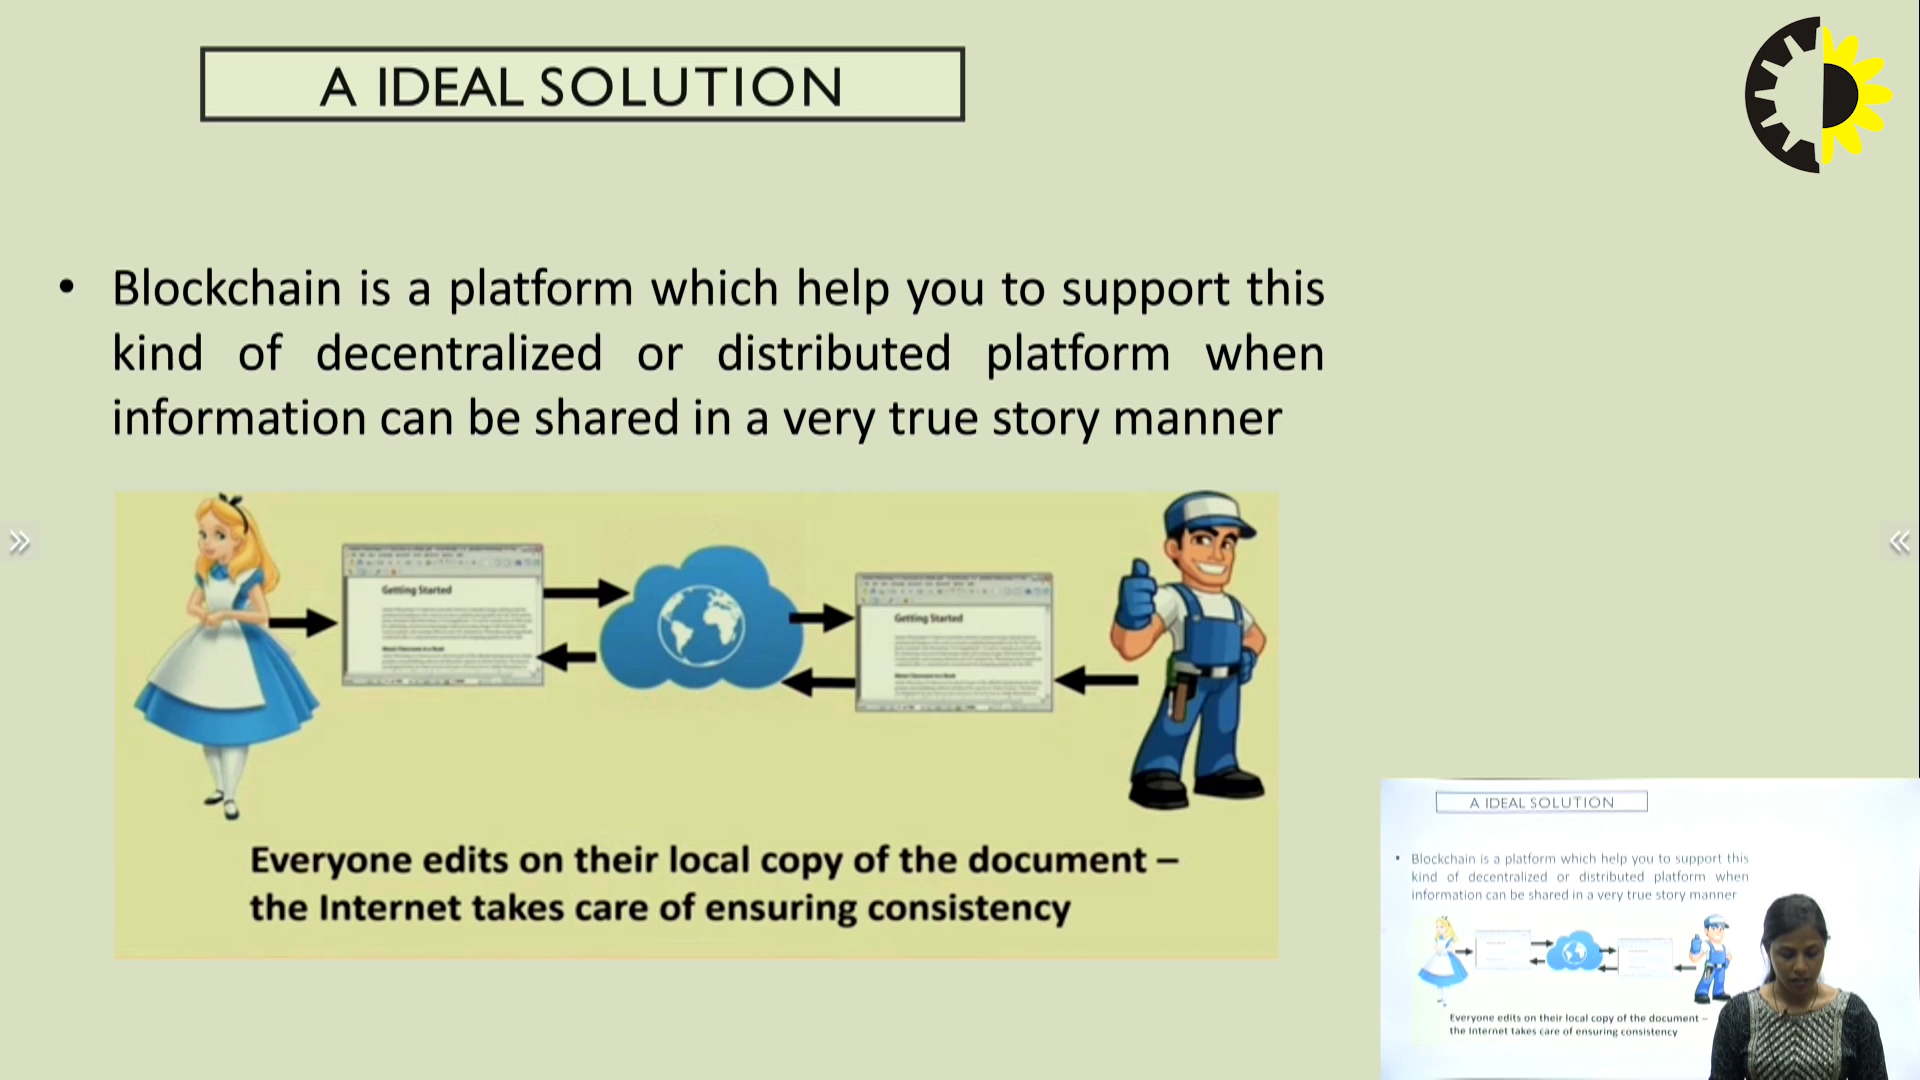 A IDEAL SOLUTION
• Blockchain is a platform which help you to support this
kind of decentralized or distributed platform when
information can be shared in a very true story manner
Getting Started
Getting Started
Everyone edits on their local copy of the document –
the Internet takes care of ensuring consistency
A IDEAL SOLUTION
• Blockchain is a platform which help you to support this
kind of decentralized or distributed platform when
information can be shared in a very true story manner
Everyone edits on their local copy of the document –
the Internet takes care of ensuring consistency